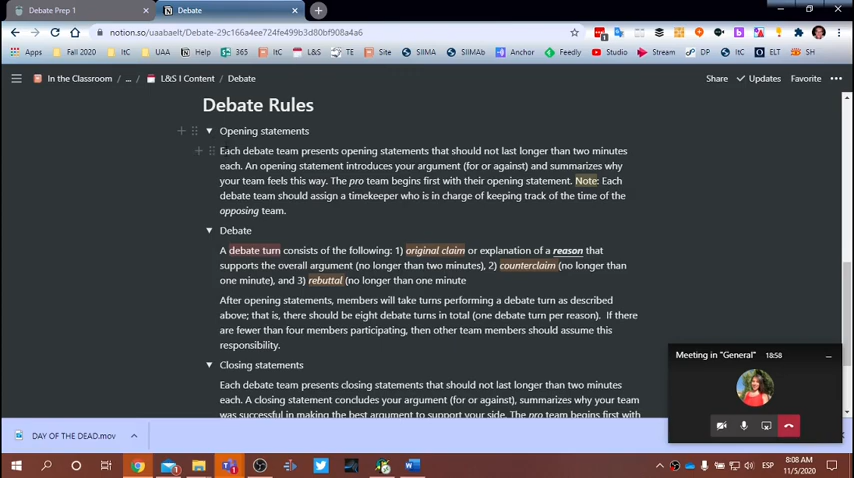 Debate Prep 1
Debate
notion.so/uaabaelt/Debate-29c166a4ee724fe499b3d80bf908a4a6
Apps Fall 2020 ItC UAA Help 365 ItC L&S TE Site SIIMA SIIMAb Anchor Feedly Studio Stream DP ItC ELT SH
In the Classroom / ... / L&S I Content / Debate Share Updates Favorite
Debate Rules
Opening statements
Each debate team presents opening statements that should not last longer than two minutes
each. An opening statement introduces your argument (for or against) and summarizes why
your team feels this way. The pro team begins first with their opening statement. Note: Each
debate team should assign a timekeeper who is in charge of keeping track of the time of the
opposing team.
Debate
A debate turn consists of the following: 1) original claim or explanation of a reason that
supports the overall argument (no longer than two minutes), 2) counterclaim (no longer than
one minute), and 3) rebuttal (no longer than one minute
After opening statements, members will take turns performing a debate turn as described
above; that is, there should be eight debate turns in total (one debate turn per reason). If there
are fewer than four members participating, then other team members should assume this
responsibility.
Closing statements
Each debate team presents closing statements that should not last longer than two minutes
each. A closing statement concludes your argument (for or against), summarizes why your team
was successful in making the best argument to support your side. The pro team begins first with
Meeting in "General" 18:58
DAY OF THE DEAD.mov
ESP
8:08 AM
11/5/2020